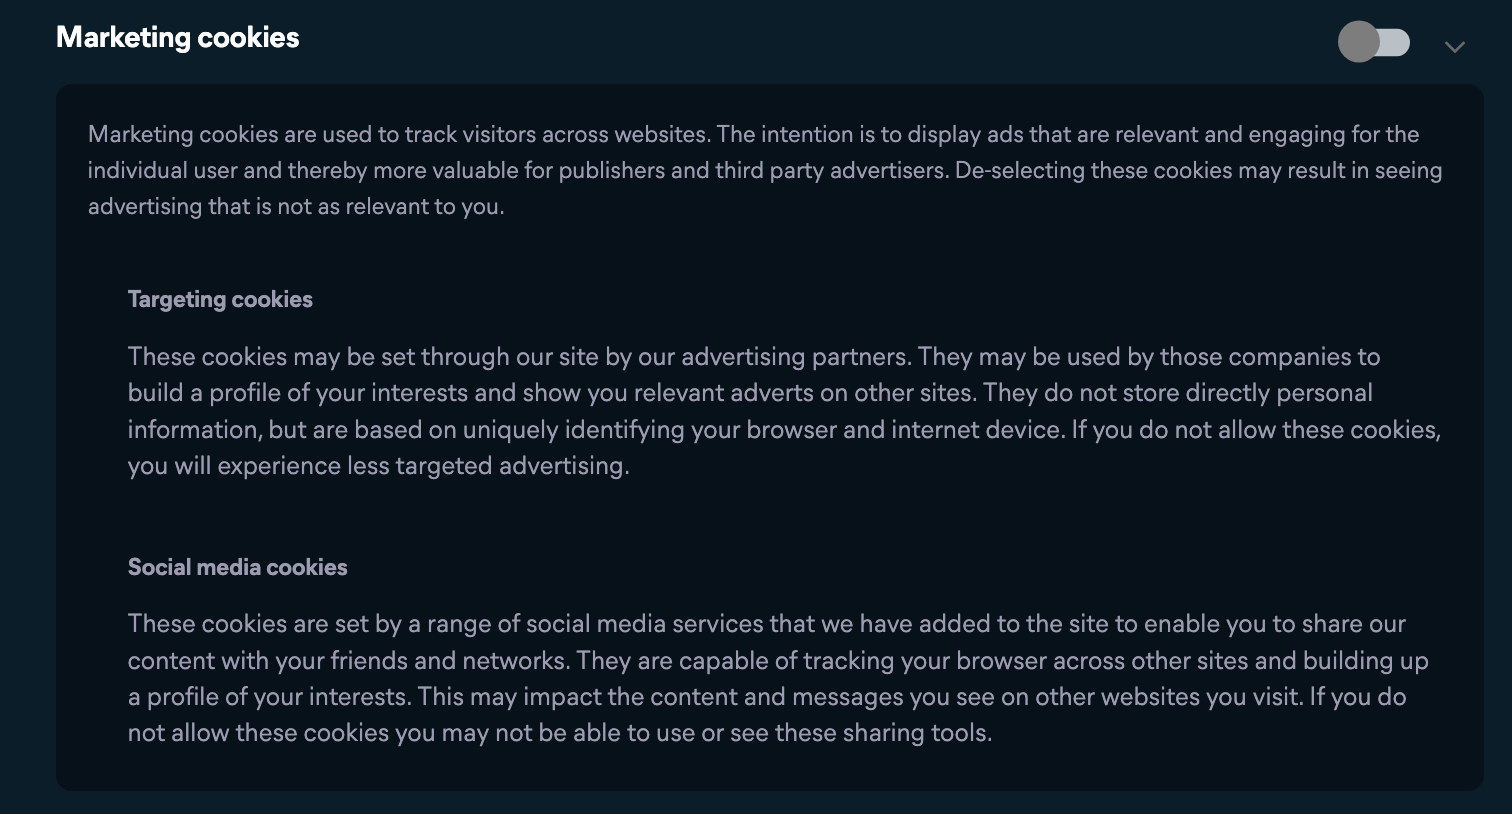 Marketing cookies
Marketing cookies are used to track visitors across websites. The intention is to display ads that are relevant and engaging for the
individual user and thereby more valuable for publishers and third party advertisers. De-selecting these cookies may result in seeing
advertising that is not as relevant to you.
Targeting cookies
These cookies may be set through our site by our advertising partners. They may be used by those companies to
build a profile of your interests and show you relevant adverts on other sites. They do not store directly personal
information, but are based on uniquely identifying your browser and internet device. If you do not allow these cookies,
you will experience less targeted advertising.
Social media cookies
These cookies are set by a range of social media services that we have added to the site to enable you to share our
content with your friends and networks. They are capable of tracking your browser across other sites and building up
a profile of your interests. This may impact the content and messages you see on other websites you visit. If you do
not allow these cookies you may not be able to use or see these sharing tools.